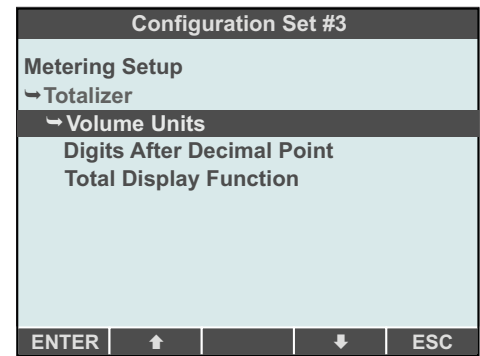 Configuration Set #3
Metering Setup
➥Totalizer
➥Volume Units
Digits After Decimal Point
Total Display Function
ENTER ⬆ ⬇ ESC